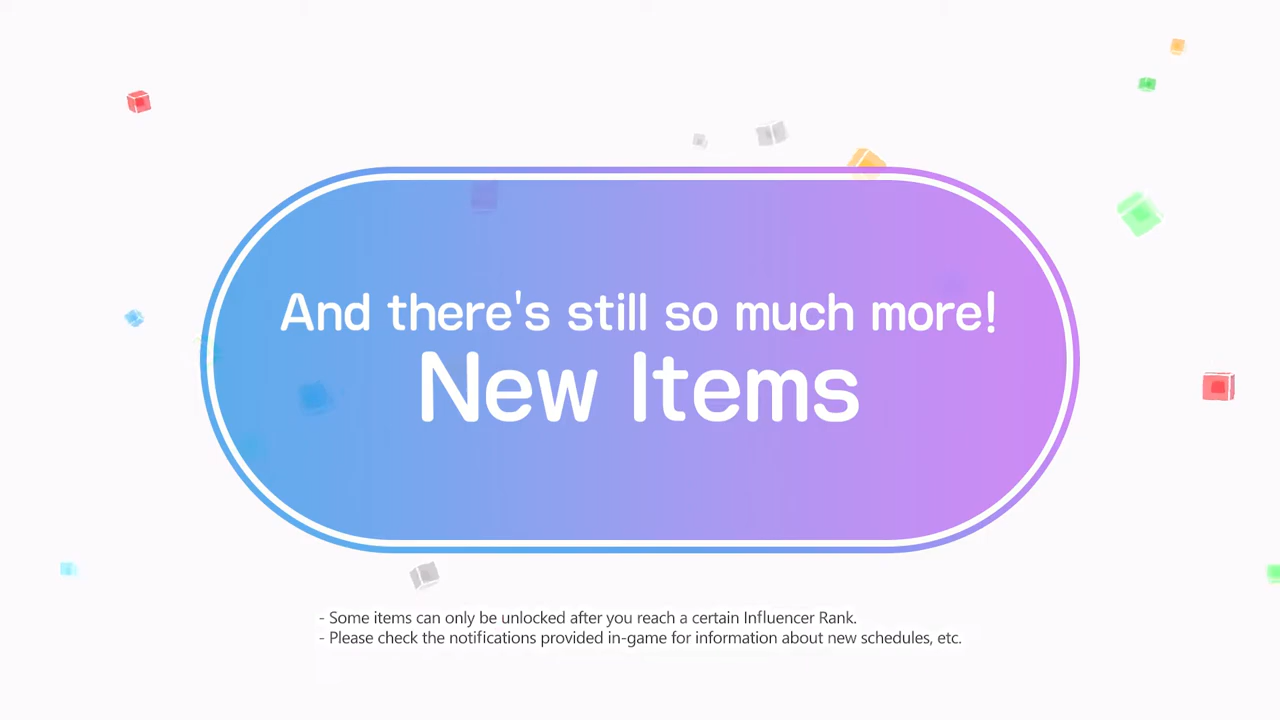 And there's still so much more!
New Items
- Some items can only be unlocked after you reach a certain Influencer Rank.
- Please check the notifications provided in-game for information about new schedules, etc.